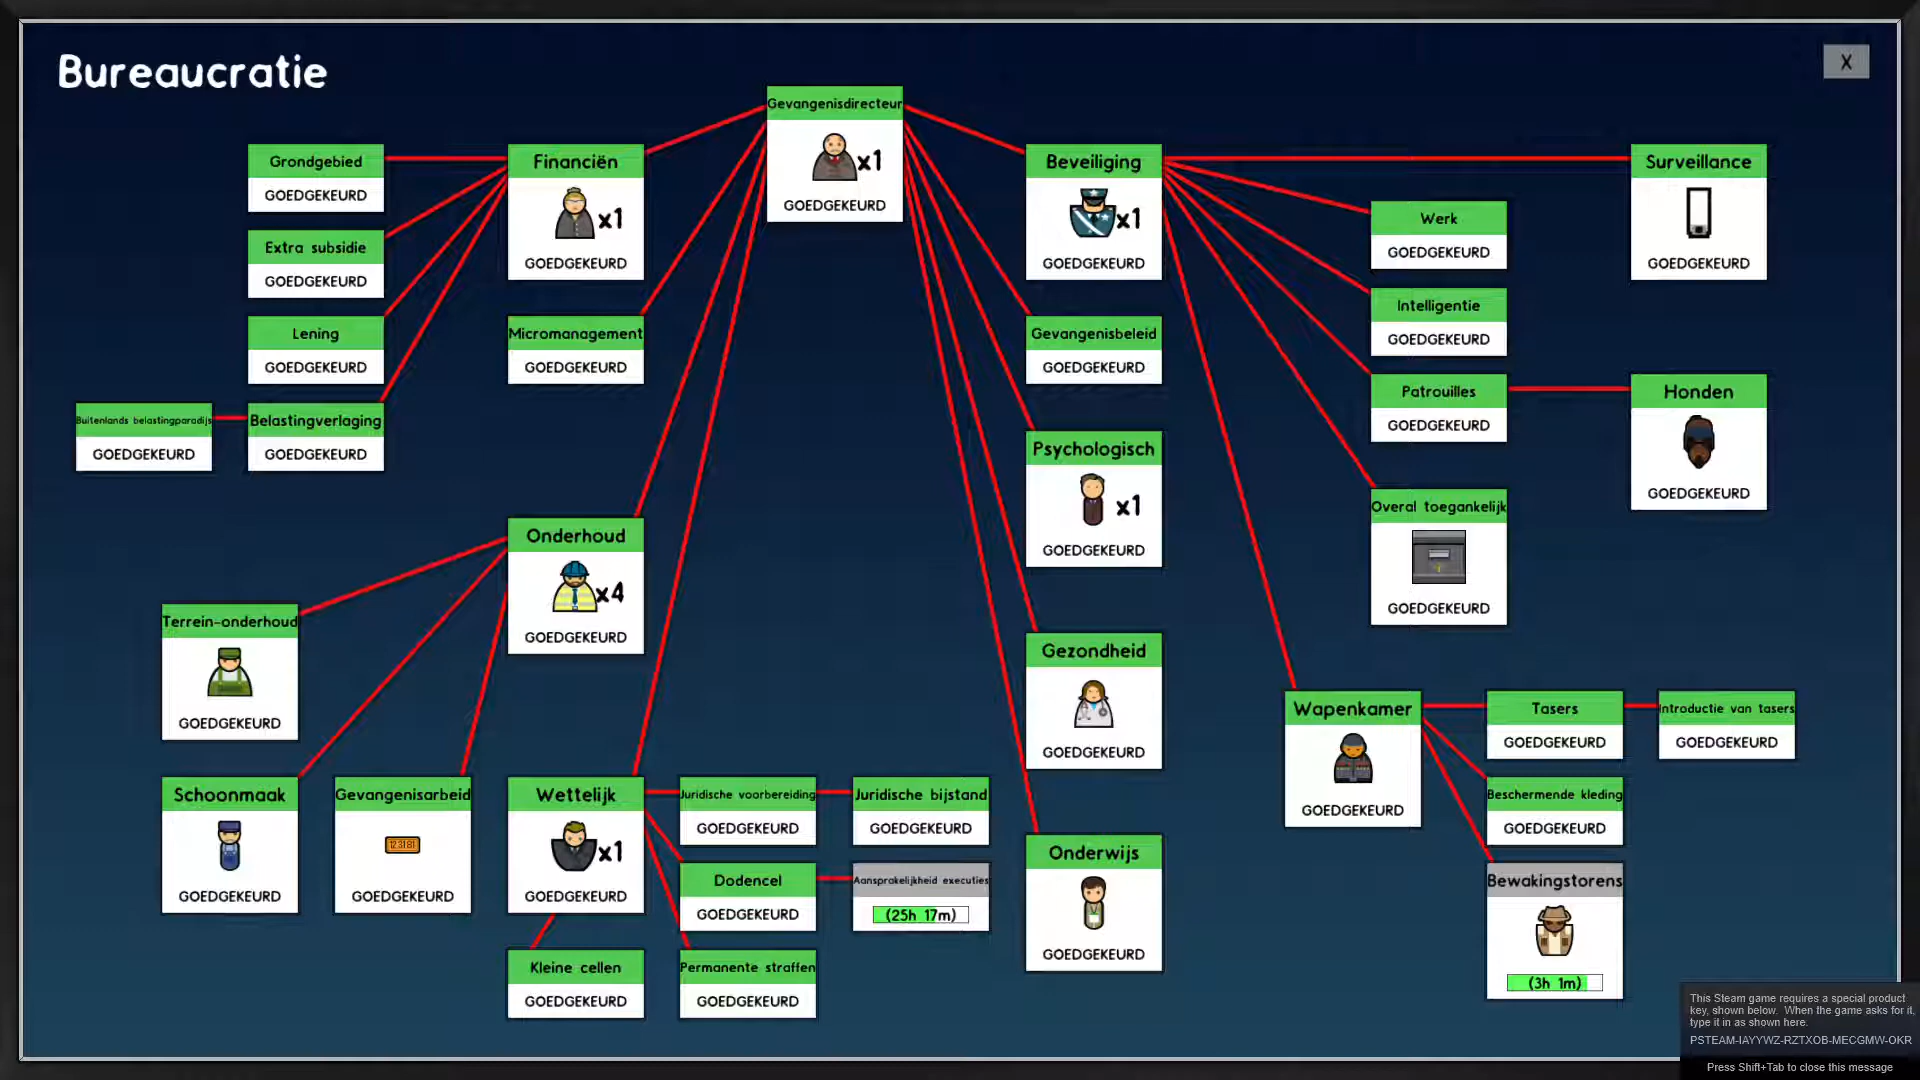 Bureaucratie
X
Gevangenisdirecteur
x1
GOEDGEKEURD
Grondgebied
GOEDGEKEURD
Financiën
x1
GOEDGEKEURD
Beveiliging
x1
GOEDGEKEURD
Surveillance
GOEDGEKEURD
Werk
GOEDGEKEURD
Extra subsidie
GOEDGEKEURD
Intelligentie
GOEDGEKEURD
Lening
GOEDGEKEURD
Micromanagement
GOEDGEKEURD
Gevangenisbeleid
GOEDGEKEURD
Patrouilles
GOEDGEKEURD
Honden
GOEDGEKEURD
Buitenlands belastingparadijs
GOEDGEKEURD
Belastingverlaging
GOEDGEKEURD
Psychologisch
x1
GOEDGEKEURD
Overal toegankelijk
GOEDGEKEURD
Onderhoud
x4
GOEDGEKEURD
Terrein-onderhoud
GOEDGEKEURD
Gezondheid
GOEDGEKEURD
Wapenkamer
GOEDGEKEURD
Tasers
GOEDGEKEURD
Introductie van tasers
GOEDGEKEURD
Schoonmaak
GOEDGEKEURD
Gevangenisarbeid
123181
GOEDGEKEURD
Wettelijk
x1
GOEDGEKEURD
Juridische voorbereiding
GOEDGEKEURD
Juridische bijstand
GOEDGEKEURD
Beschermende kleding
GOEDGEKEURD
Onderwijs
GOEDGEKEURD
Dodencel
GOEDGEKEURD
Aansprakelijkheid executies
(25h 17m)
Bewakingstorens
(3h 1m)
Kleine cellen
GOEDGEKEURD
Permanente straffen
GOEDGEKEURD
This Steam game requires a special product
key, shown below. When the game asks for it,
type it in as shown here.
PSTEAM-IAYYWZ-RZTXOB-MECGMW-OKR
Press Shift+Tab to close this message